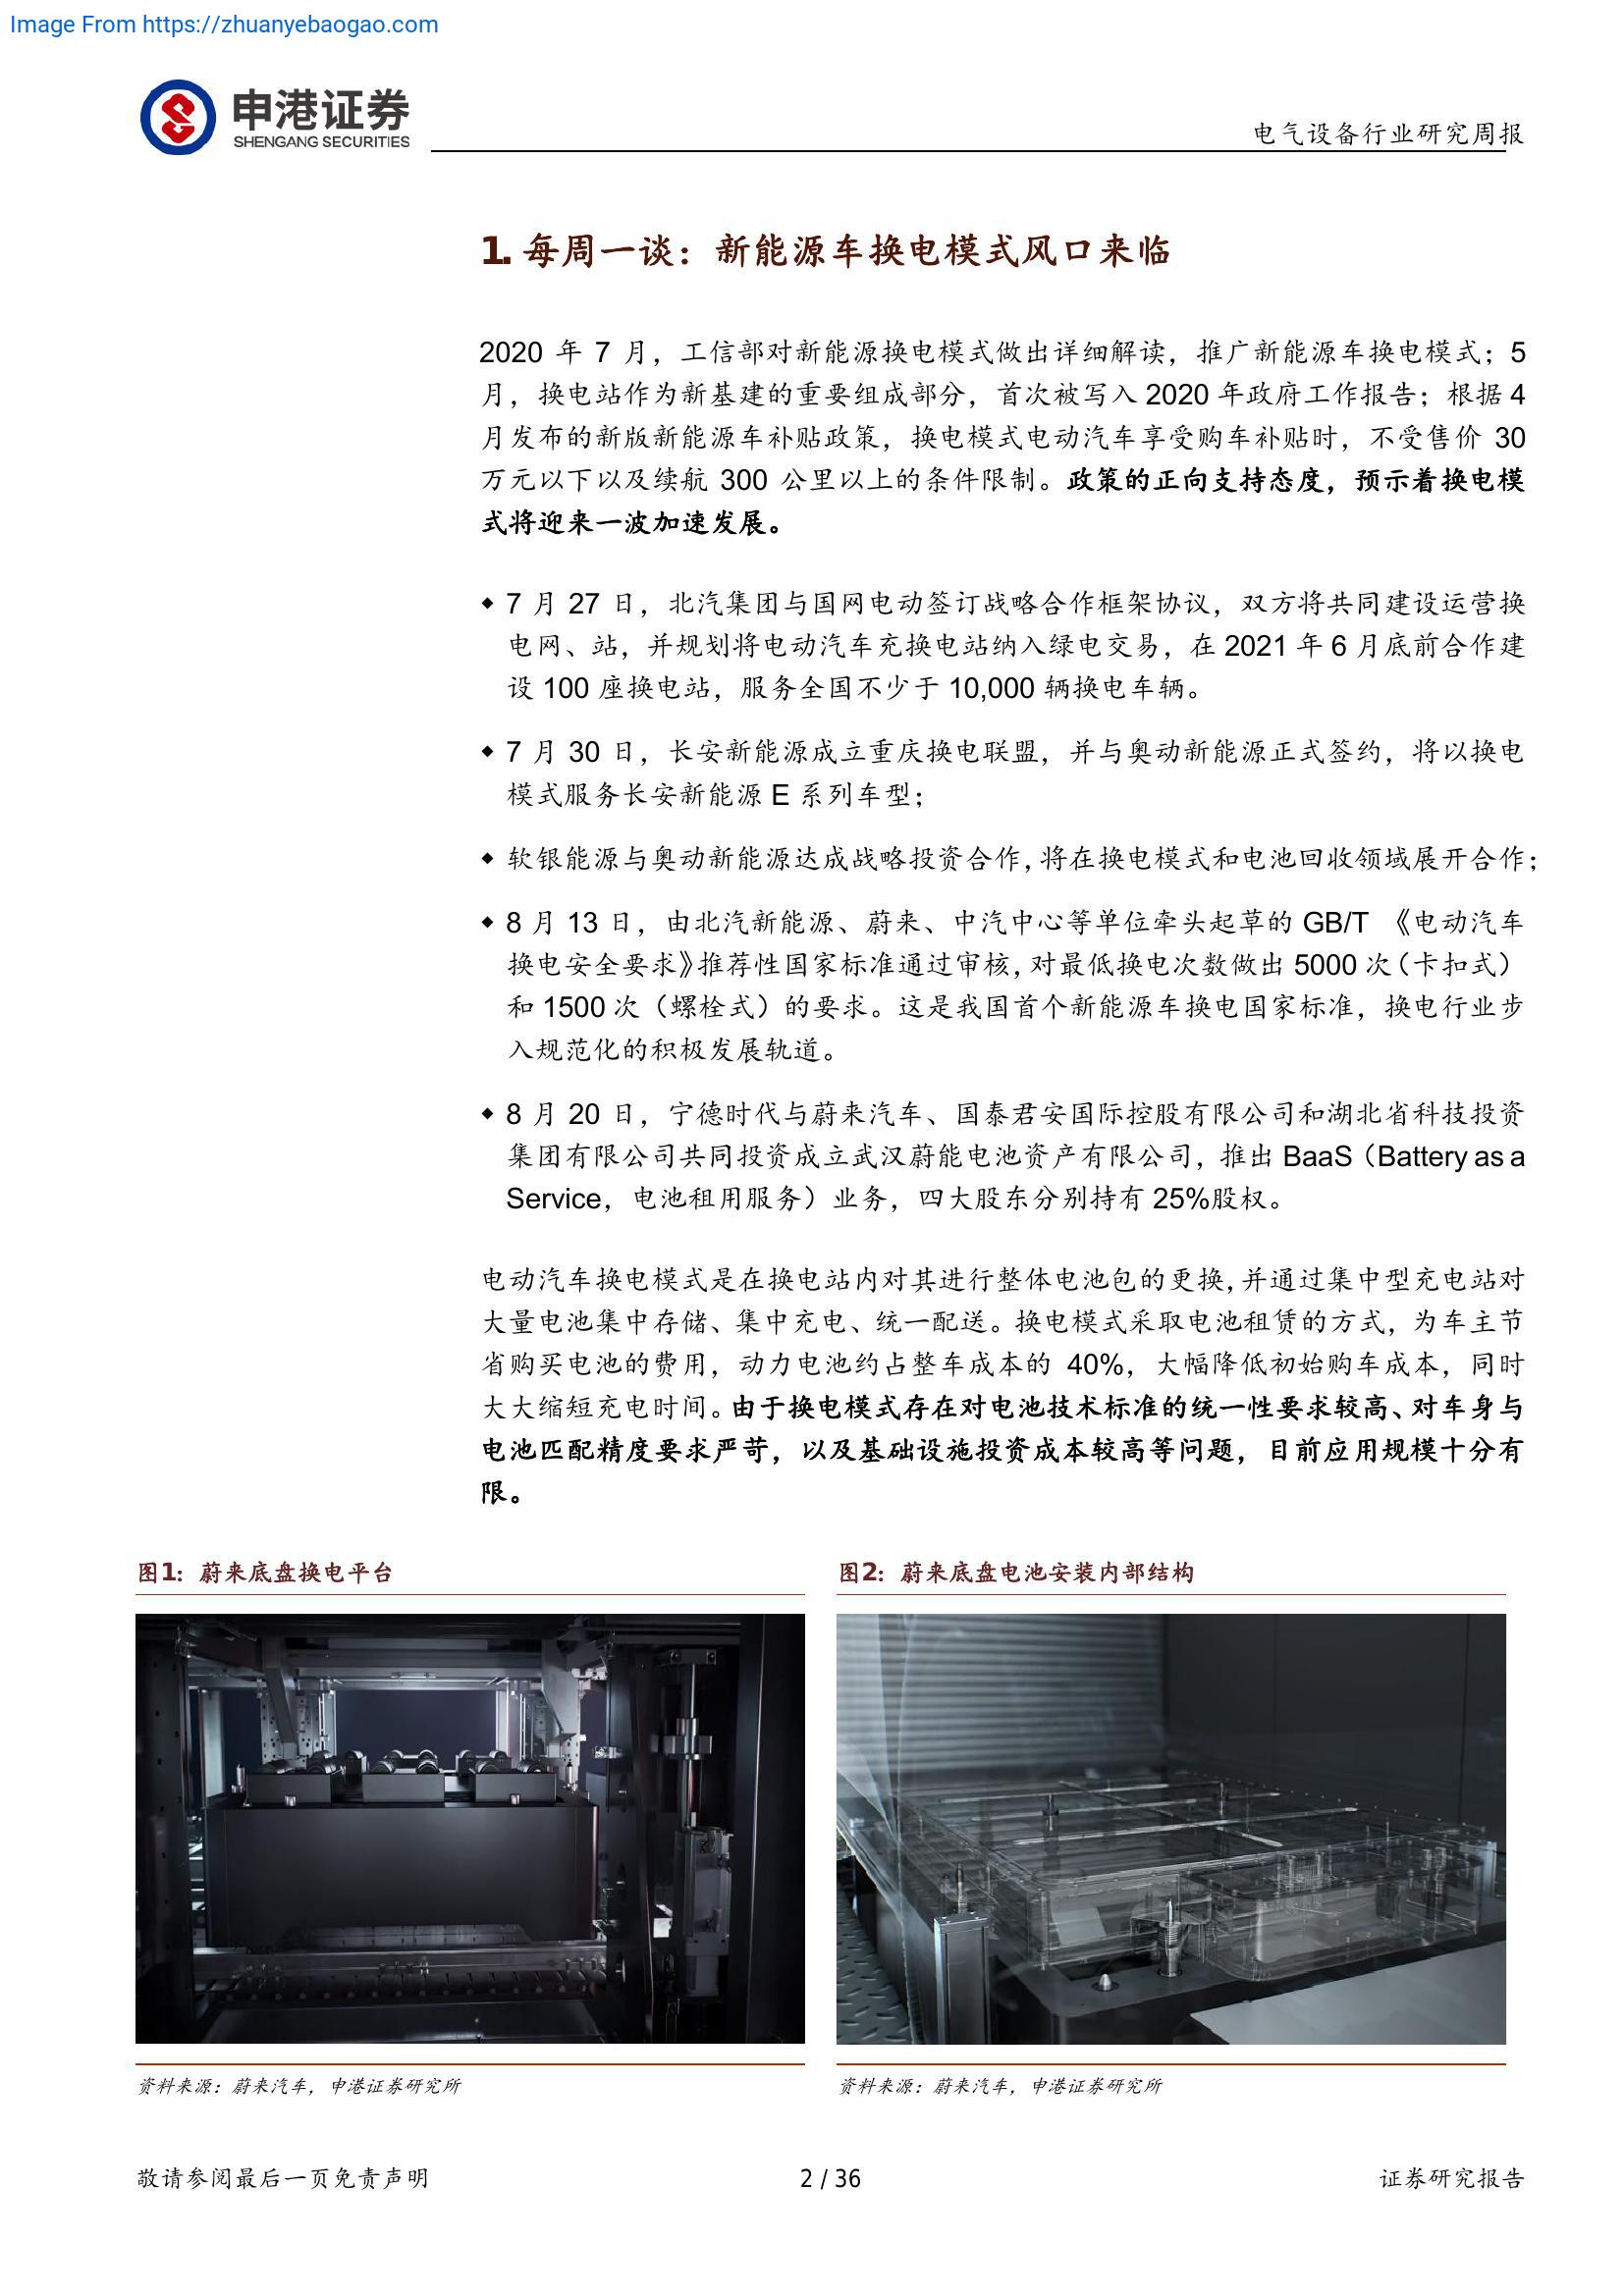 Image From https://zhuanyebaogao.com
申港证券
SHENGANG SECURITIES
电气设备行业研究周报
1. 每周一谈：新能源车换电模式风口来临
2020 年 7 月，工信部对新能源换电模式做出详细解读，推广新能源车换电模式；5
月，换电站作为新基建的重要组成部分，首次被写入 2020 年政府工作报告；根据 4
月发布的新版新能源车补贴政策，换电模式电动汽车享受购车补贴时，不受售价 30
万元以下以及续航 300 公里以上的条件限制。政策的正向支持态度，预示着换电模
式将迎来一波加速发展。
◆ 7 月 27 日，北汽集团与国网电动签订战略合作框架协议，双方将共同建设运营换
电网、站，并规划将电动汽车充换电站纳入绿电交易，在 2021 年 6 月底前合作建
设 100 座换电站，服务全国不少于 10,000 辆换电车辆。
◆ 7 月 30 日，长安新能源成立重庆换电联盟，并与奥动新能源正式签约，将以换电
模式服务长安新能源 E 系列车型；
◆ 软银能源与奥动新能源达成战略投资合作，将在换电模式和电池回收领域展开合作；
◆ 8 月 13 日，由北汽新能源、蔚来、中汽中心等单位牵头起草的 GB/T 《电动汽车
换电安全要求》推荐性国家标准通过审核，对最低换电次数做出 5000 次（卡扣式）
和 1500 次（螺栓式）的要求。这是我国首个新能源车换电国家标准，换电行业步
入规范化的积极发展轨道。
◆ 8 月 20 日，宁德时代与蔚来汽车、国泰君安国际控股有限公司和湖北省科技投资
集团有限公司共同投资成立武汉蔚能电池资产有限公司，推出 BaaS（Battery as a
Service，电池租用服务）业务，四大股东分别持有 25%股权。
电动汽车换电模式是在换电站内对其进行整体电池包的更换，并通过集中型充电站对
大量电池集中存储、集中充电、统一配送。换电模式采取电池租赁的方式，为车主节
省购买电池的费用，动力电池约占整车成本的 40%，大幅降低初始购车成本，同时
大大缩短充电时间。由于换电模式存在对电池技术标准的统一性要求较高、对车身与
电池匹配精度要求严苛，以及基础设施投资成本较高等问题，目前应用规模十分有
限。
图1：蔚来底盘换电平台
图2：蔚来底盘电池安装内部结构
资料来源：蔚来汽车，申港证券研究所
资料来源：蔚来汽车，申港证券研究所
敬请参阅最后一页免责声明
2 / 36
证券研究报告